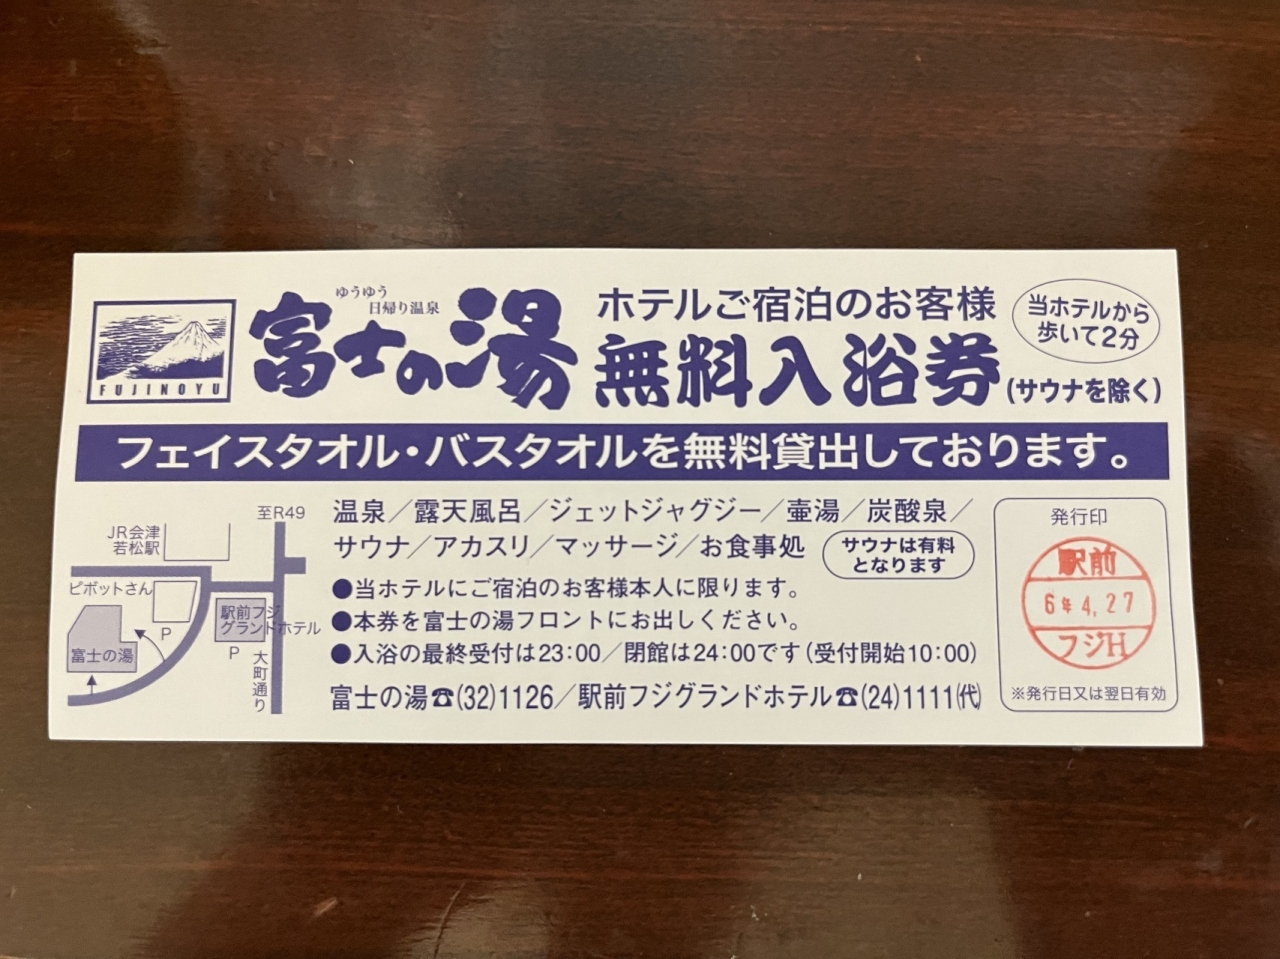 FUJINOYU
ゆうゆう
日帰り温泉
富士の湯
ホテルご宿泊のお客様
無料入浴券
(サウナを除く)
当ホテルから
歩いて2分
フェイスタオル・バスタオルを無料貸出しております。
至R49
JR会津
若松駅
ピボットさん
P
富士の湯
駅前フジ
グランドホテル
P
大町通り
温泉／露天風呂／ジェットジャグジー／壷湯／炭酸泉／
サウナ／アカスリ／マッサージ／お食事処
サウナは有料
となります
●当ホテルにご宿泊のお客様本人に限ります。
●本券を富士の湯フロントにお出しください。
●入浴の最終受付は23:00／閉館は24:00です(受付開始10:00)
富士の湯☎(32)1126／駅前フジグランドホテル☎(24)1111㈹
発行印
駅前
6年4.27
フジH
※発行日又は翌日有効